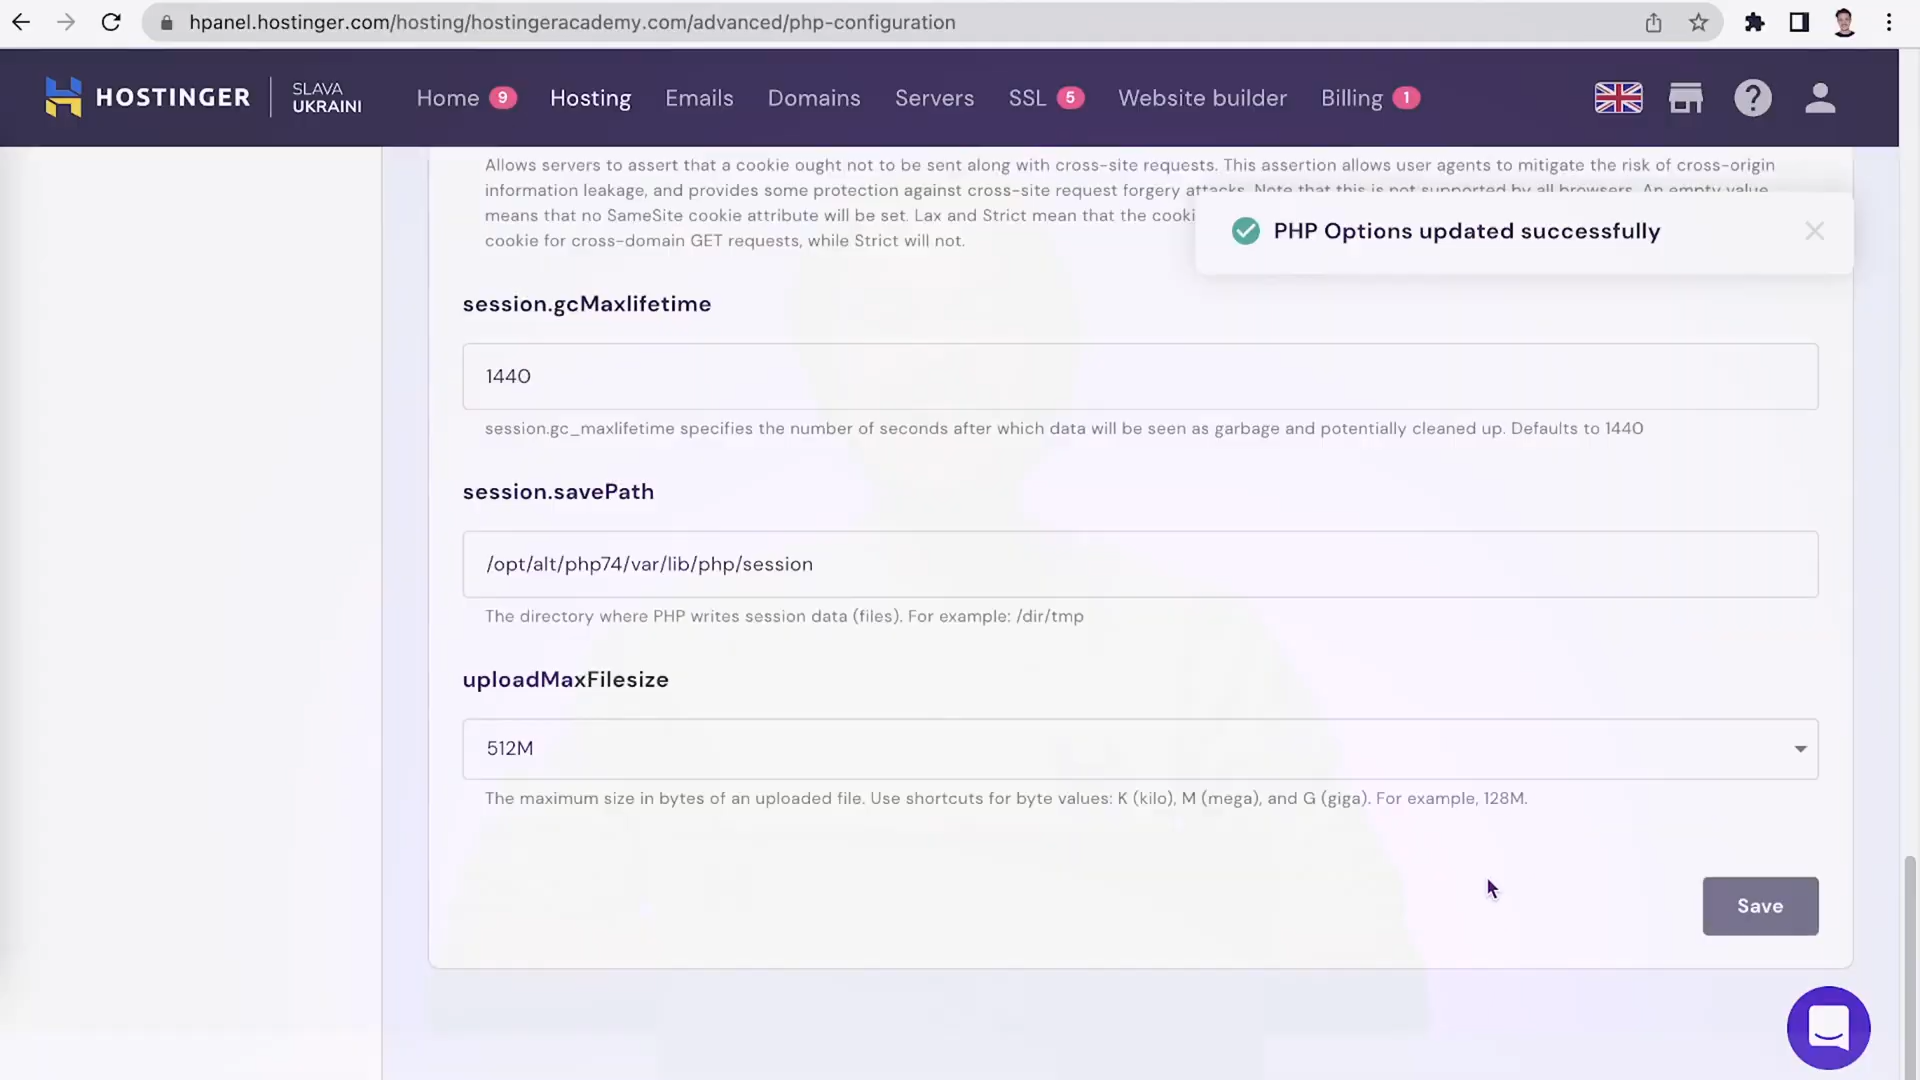 hpanel.hostinger.com/hosting/hostingeracademy.com/advanced/php-configuration
HOSTINGER
SLAVA
UKRAINI
Home 9 Hosting Emails Domains Servers SSL 5 Website builder Billing 1
Allows servers to assert that a cookie ought not to be sent along with cross-site requests. This assertion allows user agents to mitigate the risk of cross-origin
information leakage, and provides some protection against cross-site request forgery attacks. Note that this is not supported by all browsers. An empty value
means that no SameSite cookie attribute will be set. Lax and Strict mean that the cooki
cookie for cross-domain GET requests, while Strict will not.
PHP Options updated successfully
session.gcMaxlifetime
1440
session.gc_maxlifetime specifies the number of seconds after which data will be seen as garbage and potentially cleaned up. Defaults to 1440
session.savePath
/opt/alt/php74/var/lib/php/session
The directory where PHP writes session data (files). For example: /dir/tmp
uploadMaxFilesize
512M
The maximum size in bytes of an uploaded file. Use shortcuts for byte values: K (kilo), M (mega), and G (giga). For example, 128M.
Save